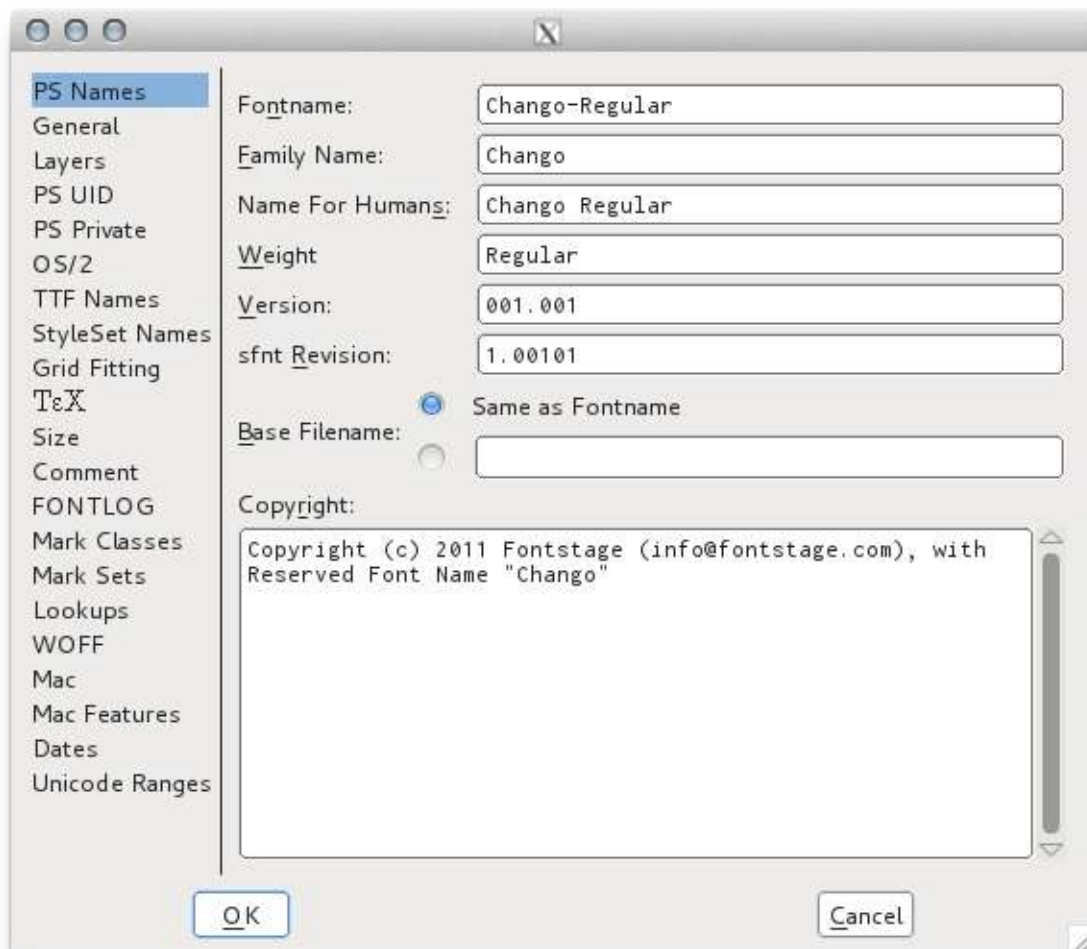 PS Names
General
Layers
PS UID
PS Private
OS/2
TTF Names
StyleSet Names
Grid Fitting
TεX
Size
Comment
FONTLOG
Mark Classes
Mark Sets
Lookups
WOFF
Mac
Mac Features
Dates
Unicode Ranges
Fontname: Chango-Regular
Family Name: Chango
Name For Humans: Chango Regular
Weight Regular
Version: 001.001
sfnt Revision: 1.00101
Base Filename: Same as Fontname
Copyright:
Copyright (c) 2011 Fontstage (info@fontstage.com), with
Reserved Font Name "Chango"
OK Cancel